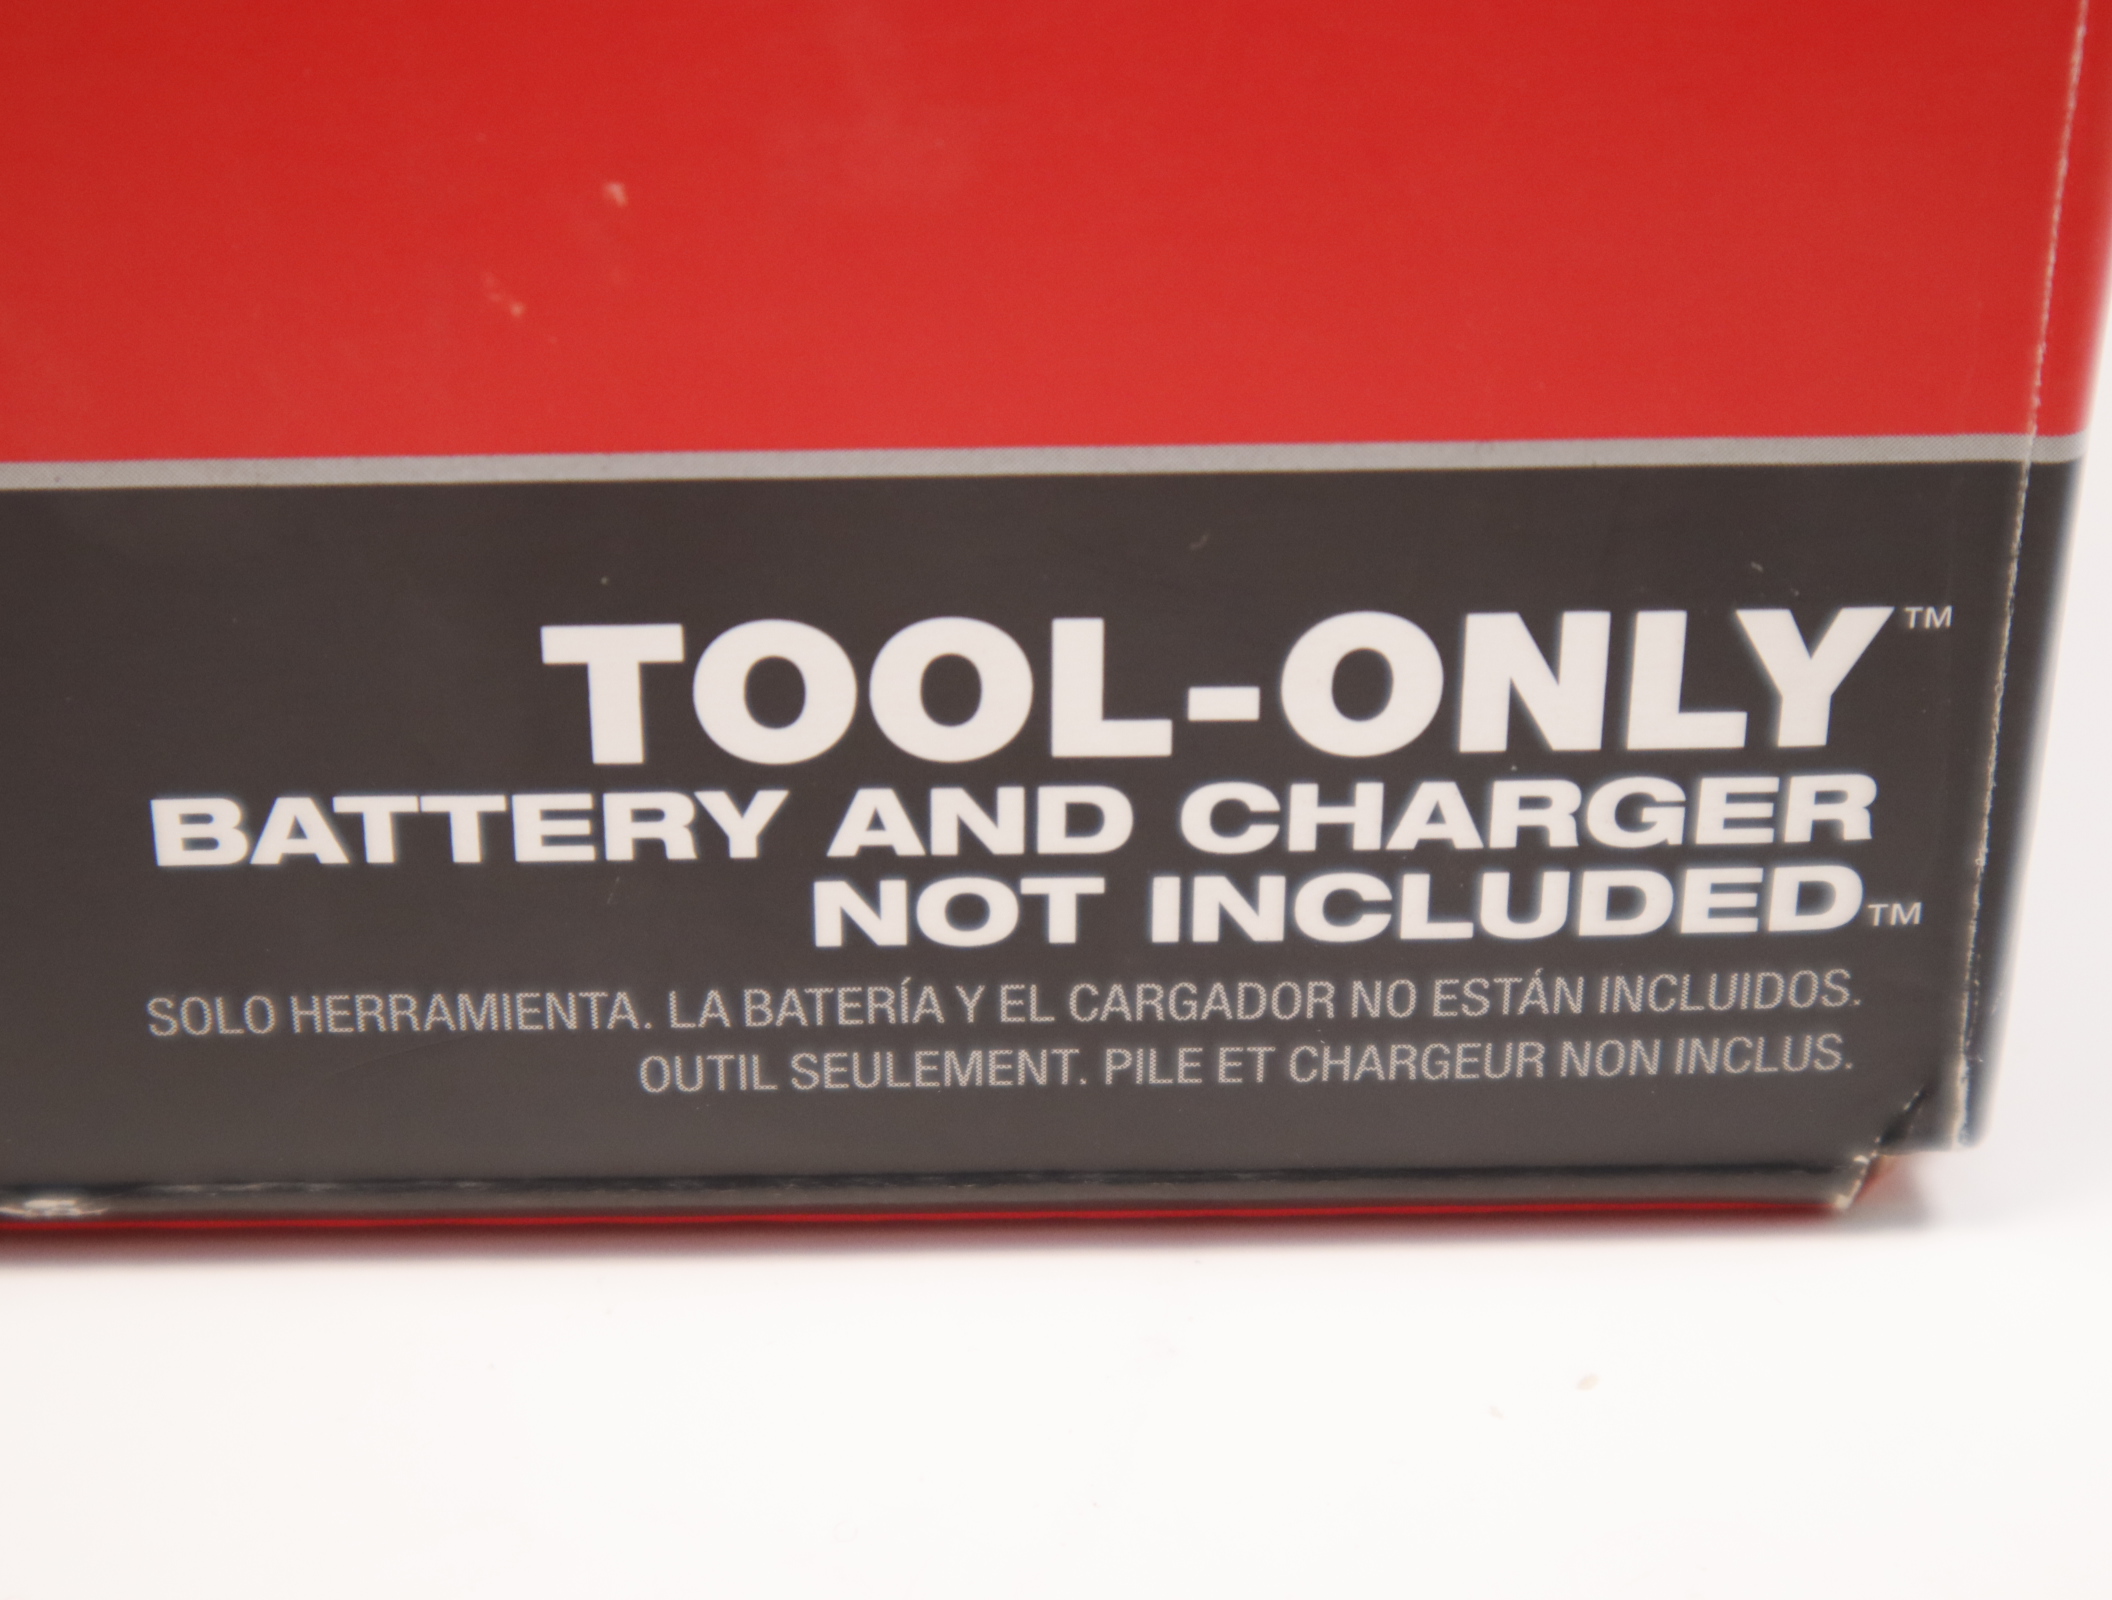 TOOL-ONLY™
BATTERY AND CHARGER
NOT INCLUDED™
SOLO HERRAMIENTA. LA BATERÍA Y EL CARGADOR NO ESTÁN INCLUIDOS.
OUTIL SEULEMENT. PILE ET CHARGEUR NON INCLUS.